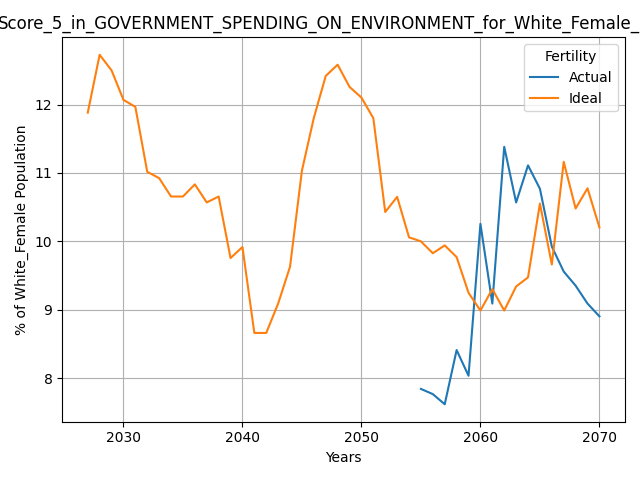 Score_5_in_GOVERNMENT_SPENDING_ON_ENVIRONMENT_for_White_Female_
Fertility
Actual
Ideal
% of White_Female Population
12
11
10
9
8
2030 2040 2050 2060 2070
Years